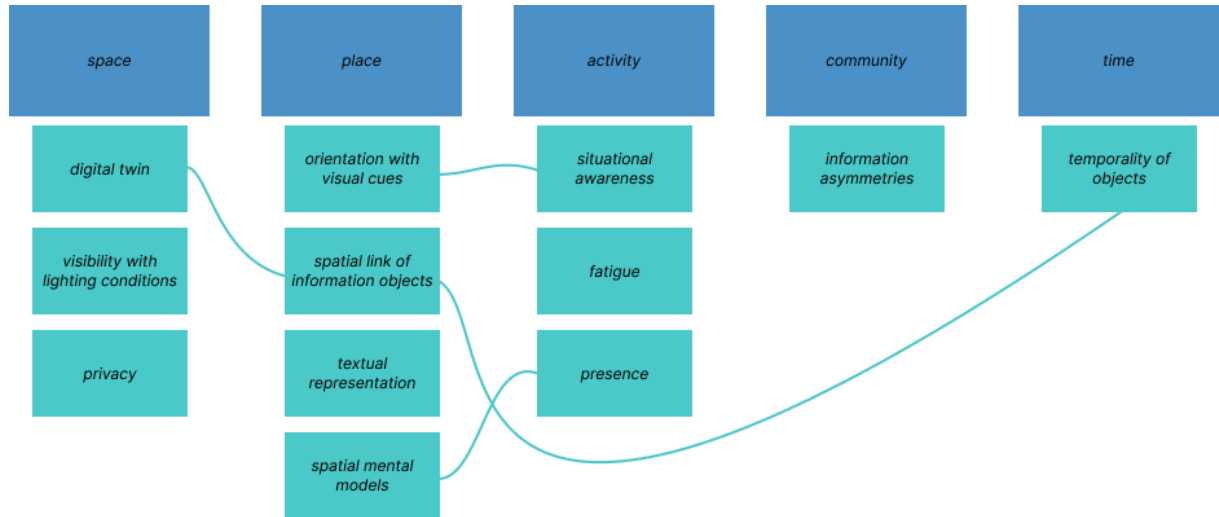 space
place
activity
community
time
digital twin
orientation with
visual cues
situational
awareness
information
asymmetries
temporality of
objects
visibility with
lighting conditions
spatial link of
information objects
fatigue
privacy
textual
representation
presence
spatial mental
models